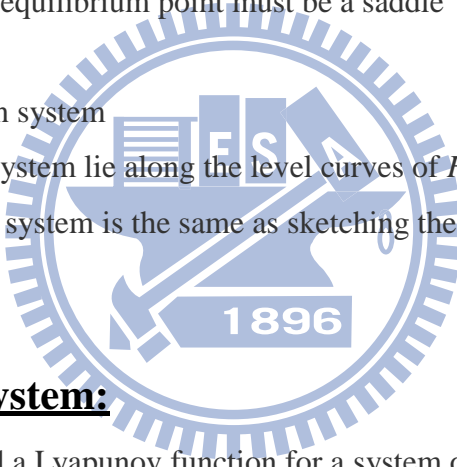 equilibrium point must be a saddle
n system
ystem lie along the level curves of
system is the same as sketching the
E S A
1896
ystem:
l a Lyapunov function for a system